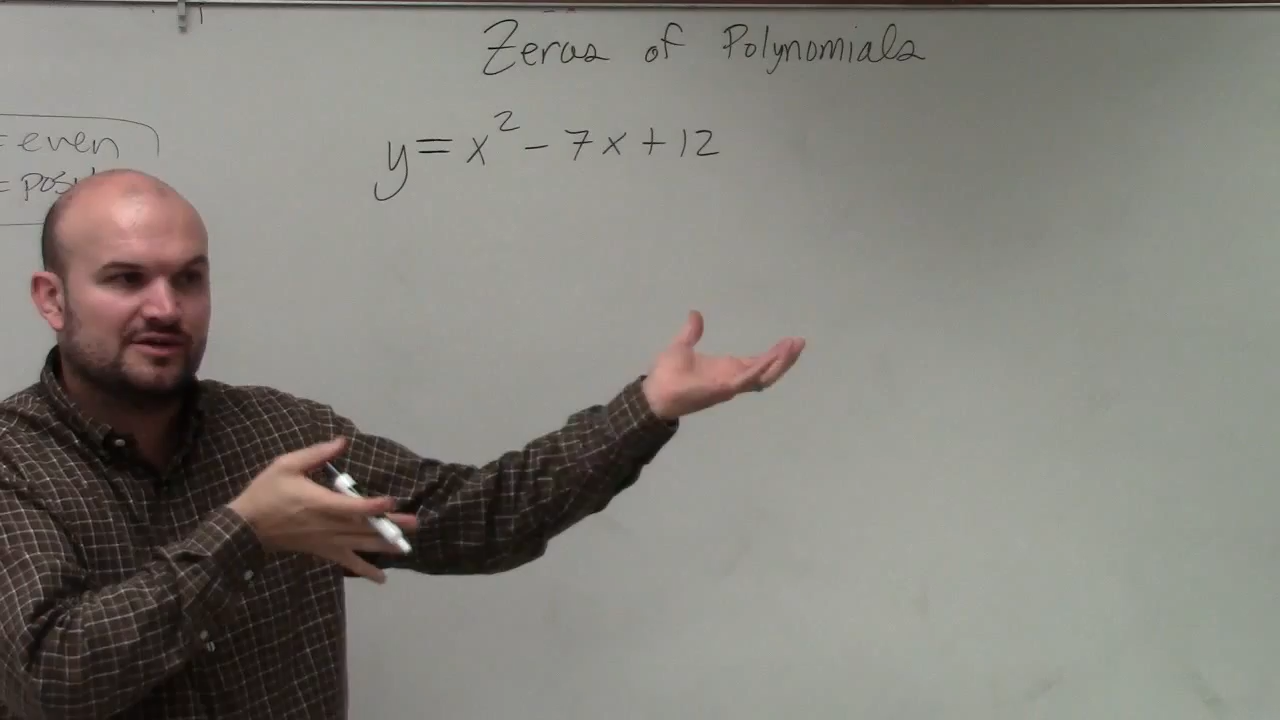 Zeros of Polynomials
= even
=
y = x² - 7x + 12